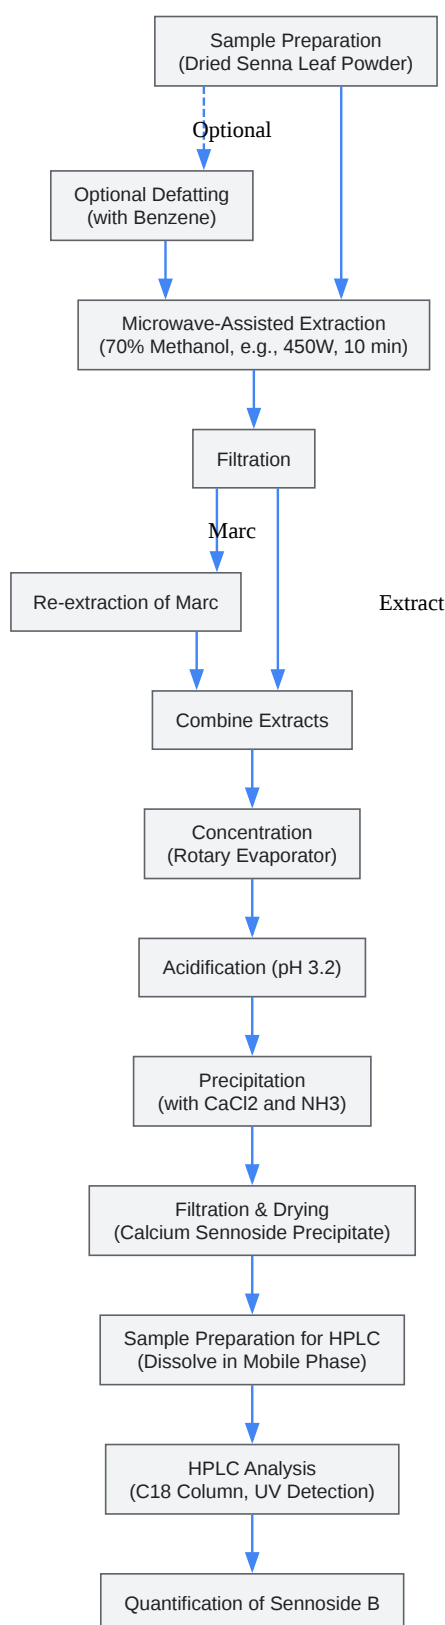 Sample Preparation
(Dried Senna Leaf Powder)
Optional
Optional Defatting
(with Benzene)
Microwave-Assisted Extraction
(70% Methanol, e.g., 450W, 10 min)
Filtration
Marc
Re-extraction of Marc
Extract
Combine Extracts
Concentration
(Rotary Evaporator)
Acidification (pH 3.2)
Precipitation
(with CaCl2 and NH3)
Filtration & Drying
(Calcium Sennoside Precipitate)
Sample Preparation for HPLC
(Dissolve in Mobile Phase)
HPLC Analysis
(C18 Column, UV Detection)
Quantification of Sennoside B